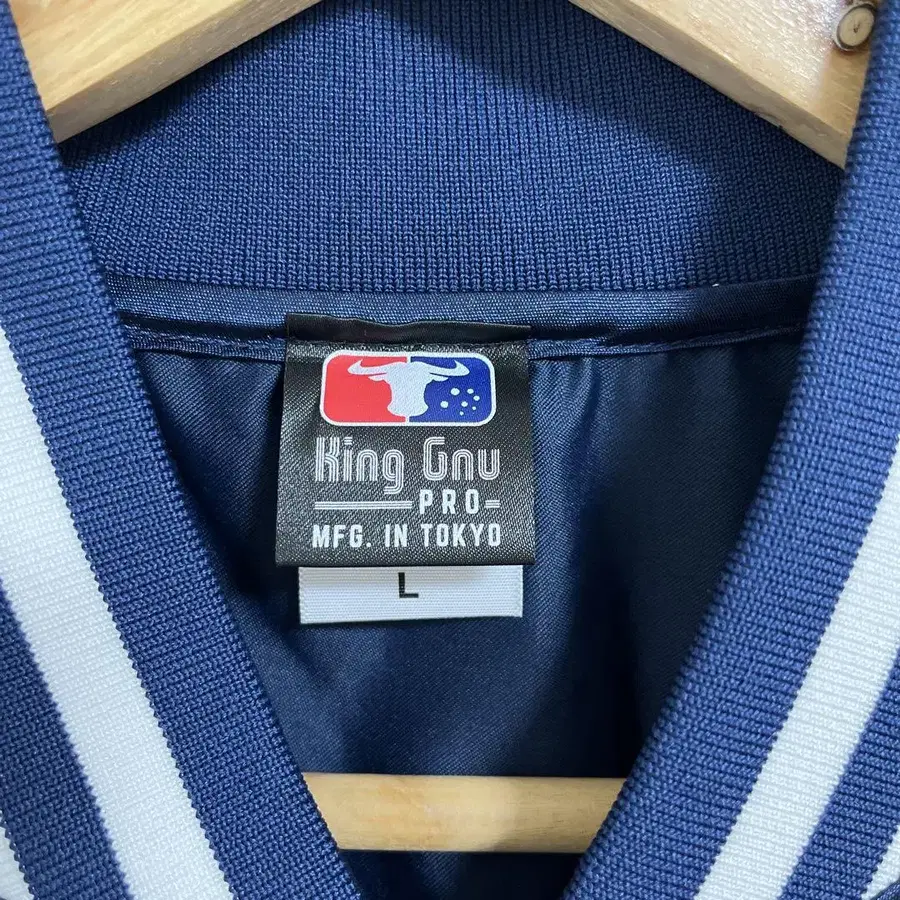 King Gnu
PRO
MFG. IN TOKYO
L